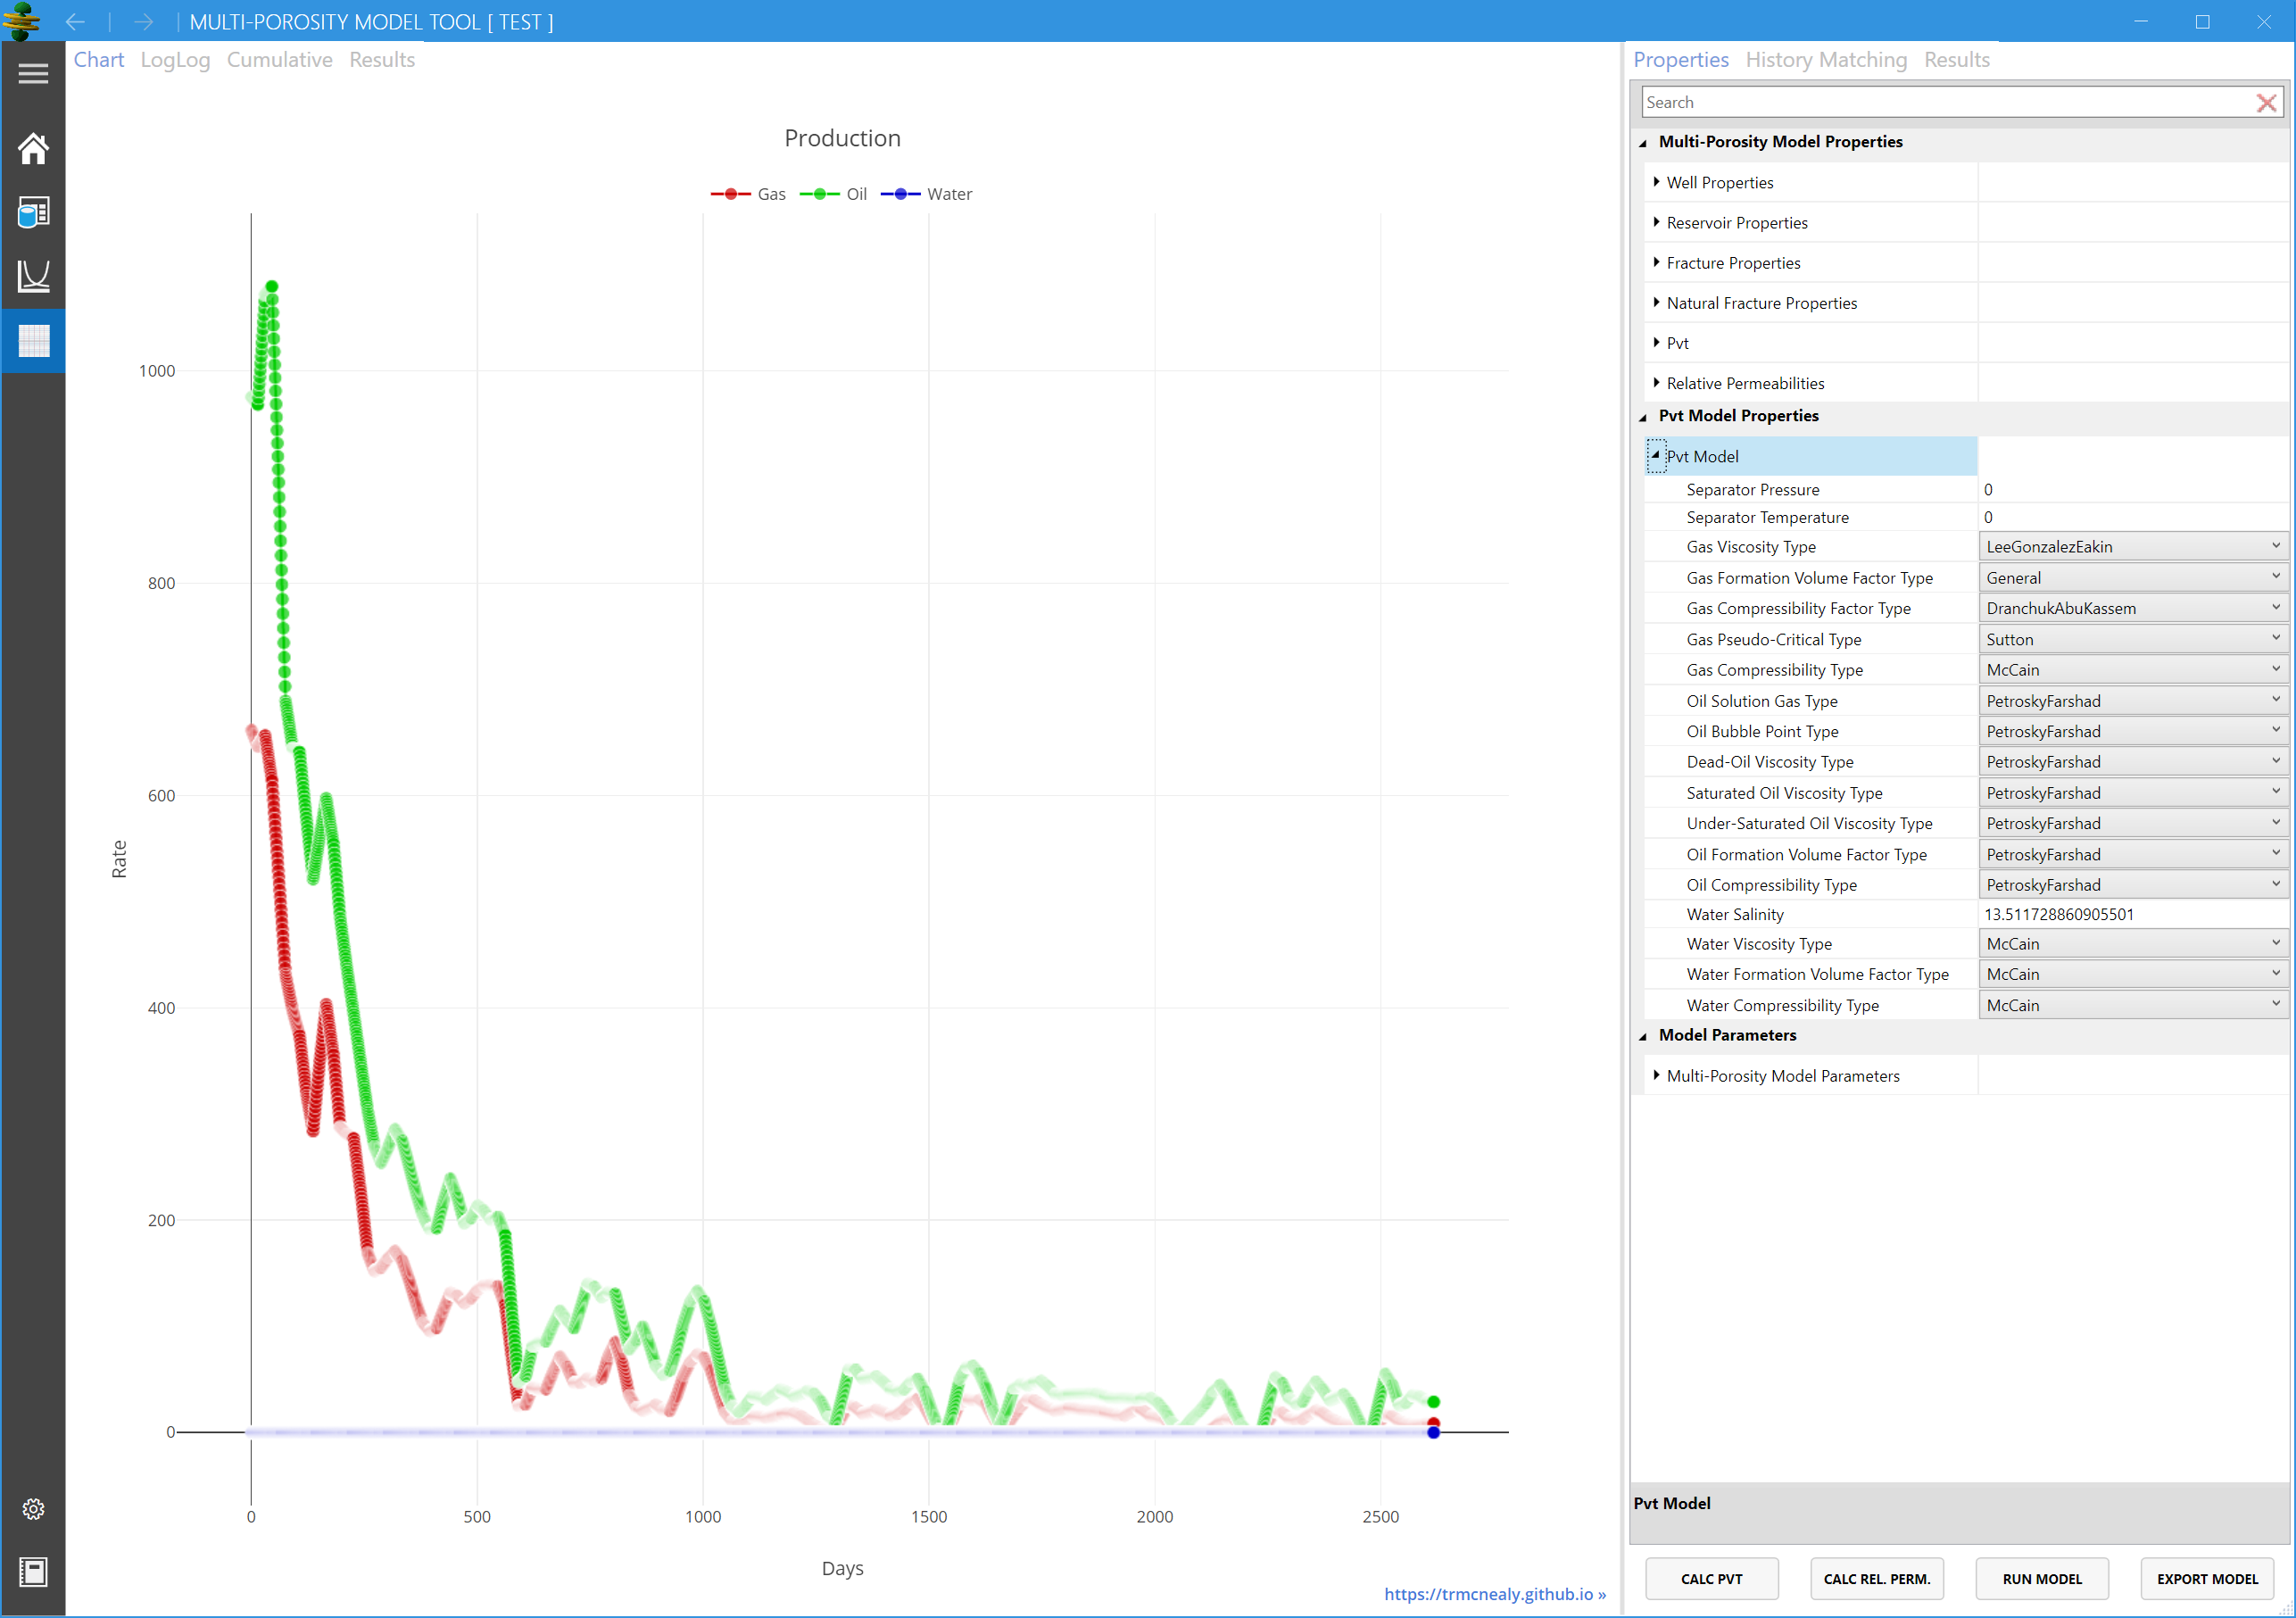 MULTI-POROSITY MODEL TOOL [ TEST ]
Chart LogLog Cumulative Results
Production
Gas Oil Water
1000
800
600
400
200
0
Rate
0 500 1000 1500 2000 2500
Days
https://trmcnealy.github.io »
Properties History Matching Results
Search
Multi-Porosity Model Properties
Well Properties
Reservoir Properties
Fracture Properties
Natural Fracture Properties
Pvt
Relative Permeabilities
Pvt Model Properties
Pvt Model
Separator Pressure 0
Separator Temperature 0
Gas Viscosity Type LeeGonzalezEakin
Gas Formation Volume Factor Type General
Gas Compressibility Factor Type DranchukAbuKassem
Gas Pseudo-Critical Type Sutton
Gas Compressibility Type McCain
Oil Solution Gas Type PetroskyFarshad
Oil Bubble Point Type PetroskyFarshad
Dead-Oil Viscosity Type PetroskyFarshad
Saturated Oil Viscosity Type PetroskyFarshad
Under-Saturated Oil Viscosity Type PetroskyFarshad
Oil Formation Volume Factor Type PetroskyFarshad
Oil Compressibility Type PetroskyFarshad
Water Salinity 13.511728860905501
Water Viscosity Type McCain
Water Formation Volume Factor Type McCain
Water Compressibility Type McCain
Model Parameters
Multi-Porosity Model Parameters
Pvt Model
CALC PVT CALC REL. PERM. RUN MODEL EXPORT MODEL